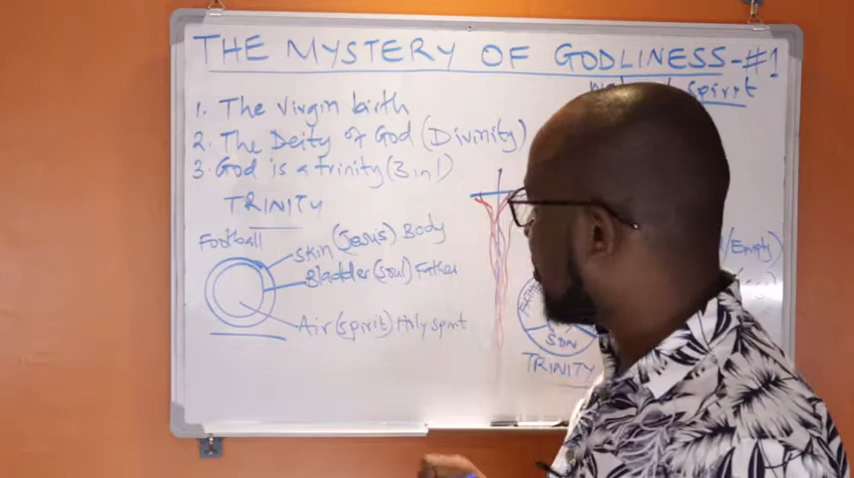 THE MYSTERY OF GODLINESS-#1
spirit
1. The Virgin birth
2. The Deity of God (Divinity)
3. God is a trinity (3 in 1)
TRINITY
Football
Skin (Jesus) Body
Bladder (soul) Father
Air (spirit) Holy spirit
/Empty)
SON
TRINITY